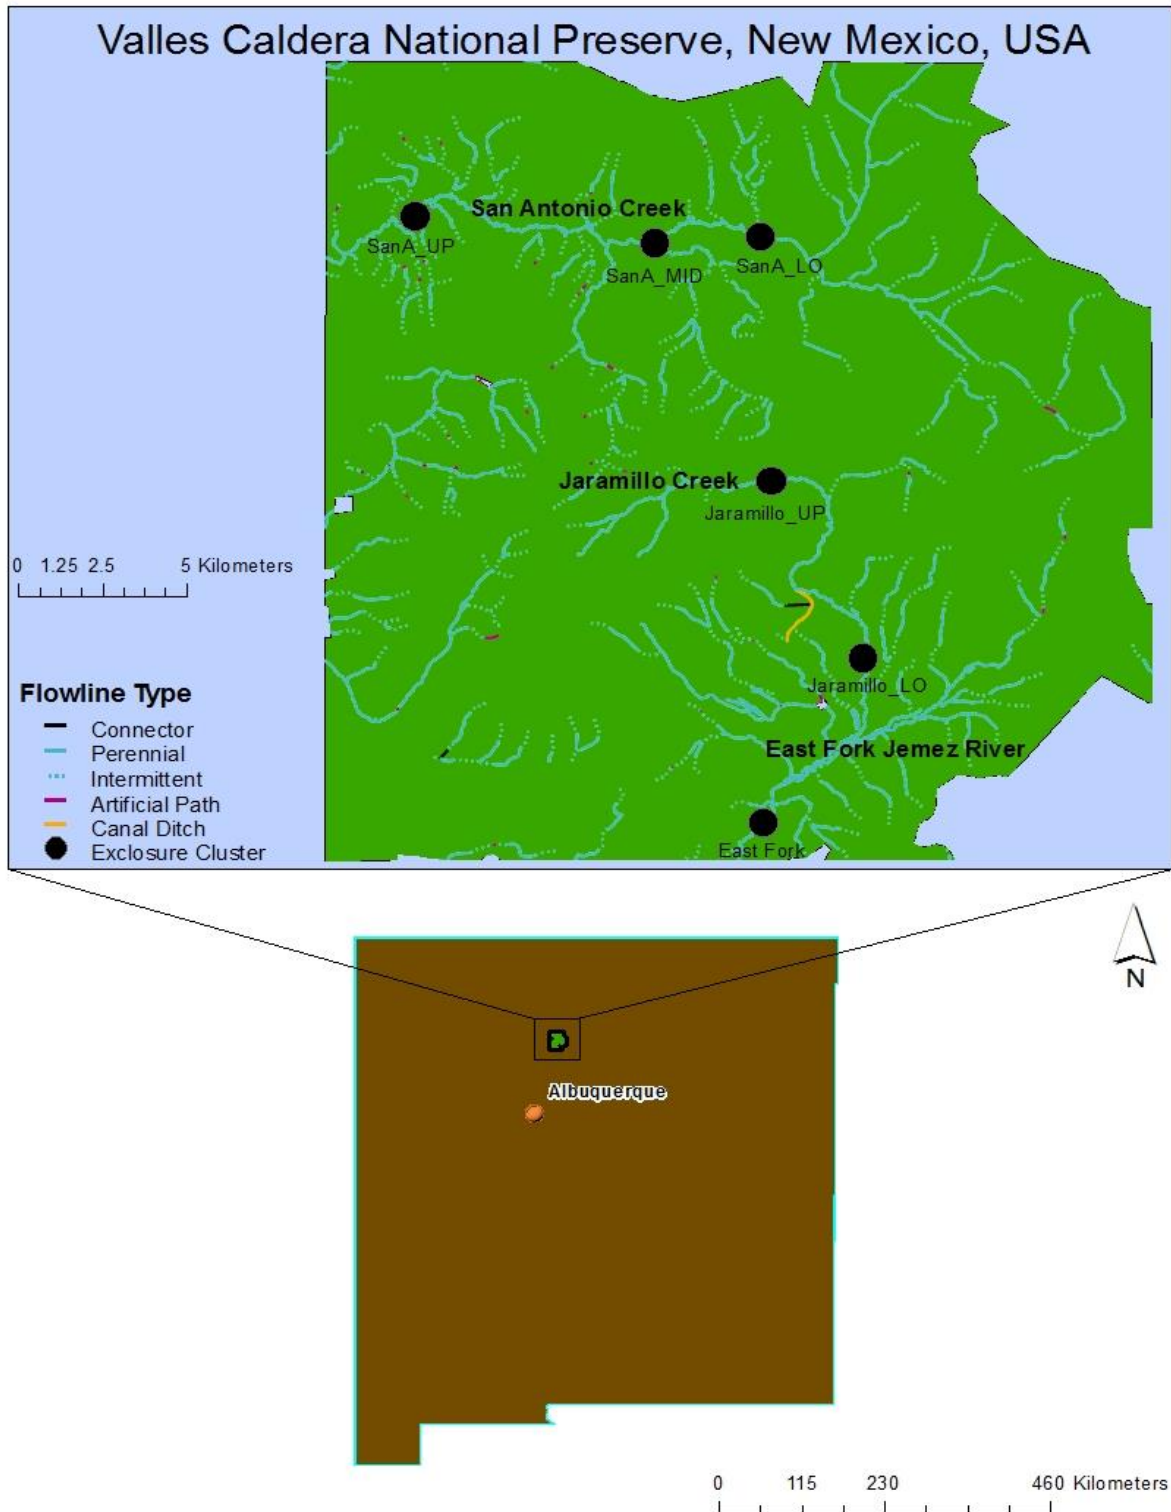 Valles Caldera National Preserve, New Mexico, USA
San Antonio Creek
SanA_UP
SanA_MID
SanA_LO
Jaramillo Creek
Jaramillo_UP
0 1.25 2.5 5 Kilometers
Jaramillo_LO
Flowline Type
Connector
Perennial
Intermittent
Artificial Path
Canal Ditch
Exclosure Cluster
East Fork Jemez River
East Fork
N
Albuquerque
0 115 230 460 Kilometers